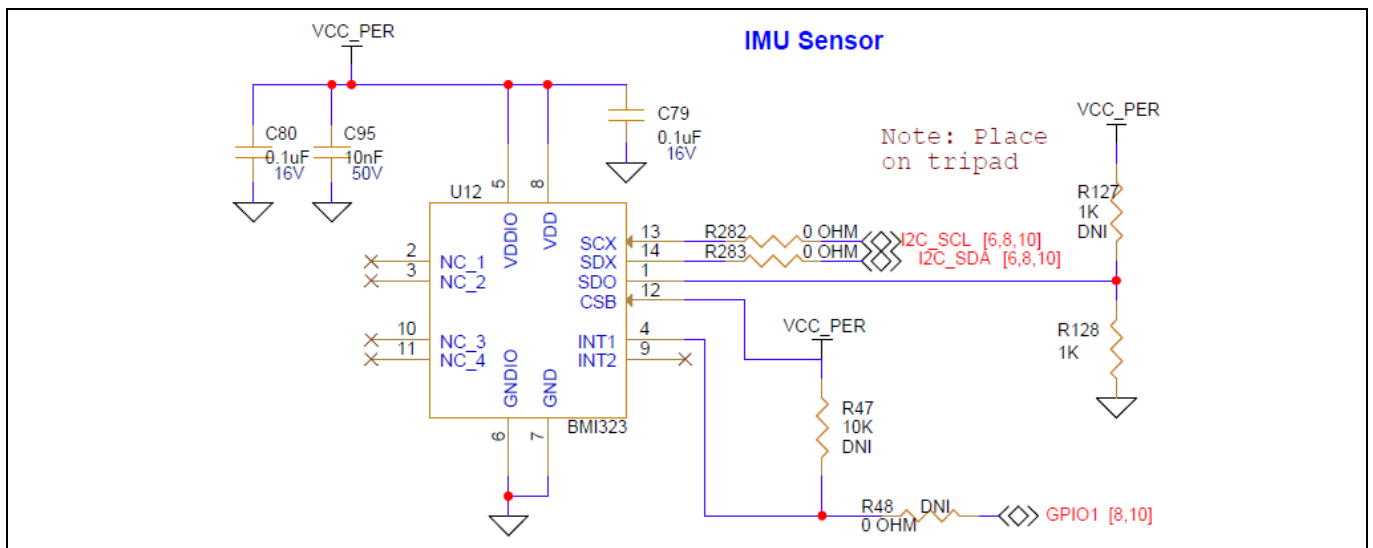 IMU Sensor
VCC_PER
C80
0.1uF
16V
C95
10nF
50V
C79
0.1uF
16V
Note: Place
on tripad
VCC_PER
R127
1K
DNI
U12
5
8
VDDIO
VDD
2
NC_1
3
NC_2
10
NC_3
11
NC_4
SCX
13
R282
0 OHM
I2C_SCL [6,8,10]
SDX
14
R283
0 OHM
I2C_SDA [6,8,10]
SDO
1
CSB
12
INT1
4
INT2
9
GNDIO
GND
6
7
BMI323
VCC_PER
R47
10K
DNI
R128
1K
R48
DNI
0 OHM
GPIO1 [8,10]